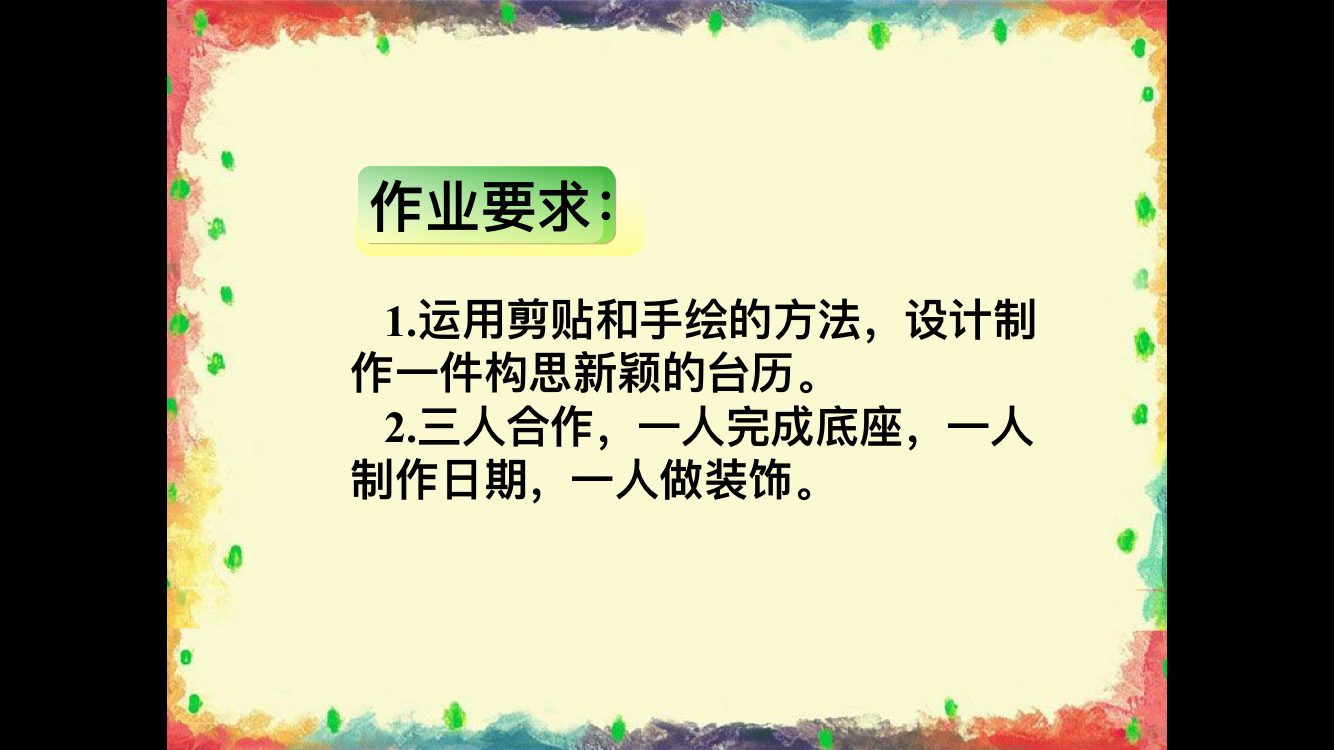 作业要求：
1.运用剪贴和手绘的方法，设计制
作一件构思新颖的台历。
2.三人合作，一人完成底座，一人
制作日期，一人做装饰。